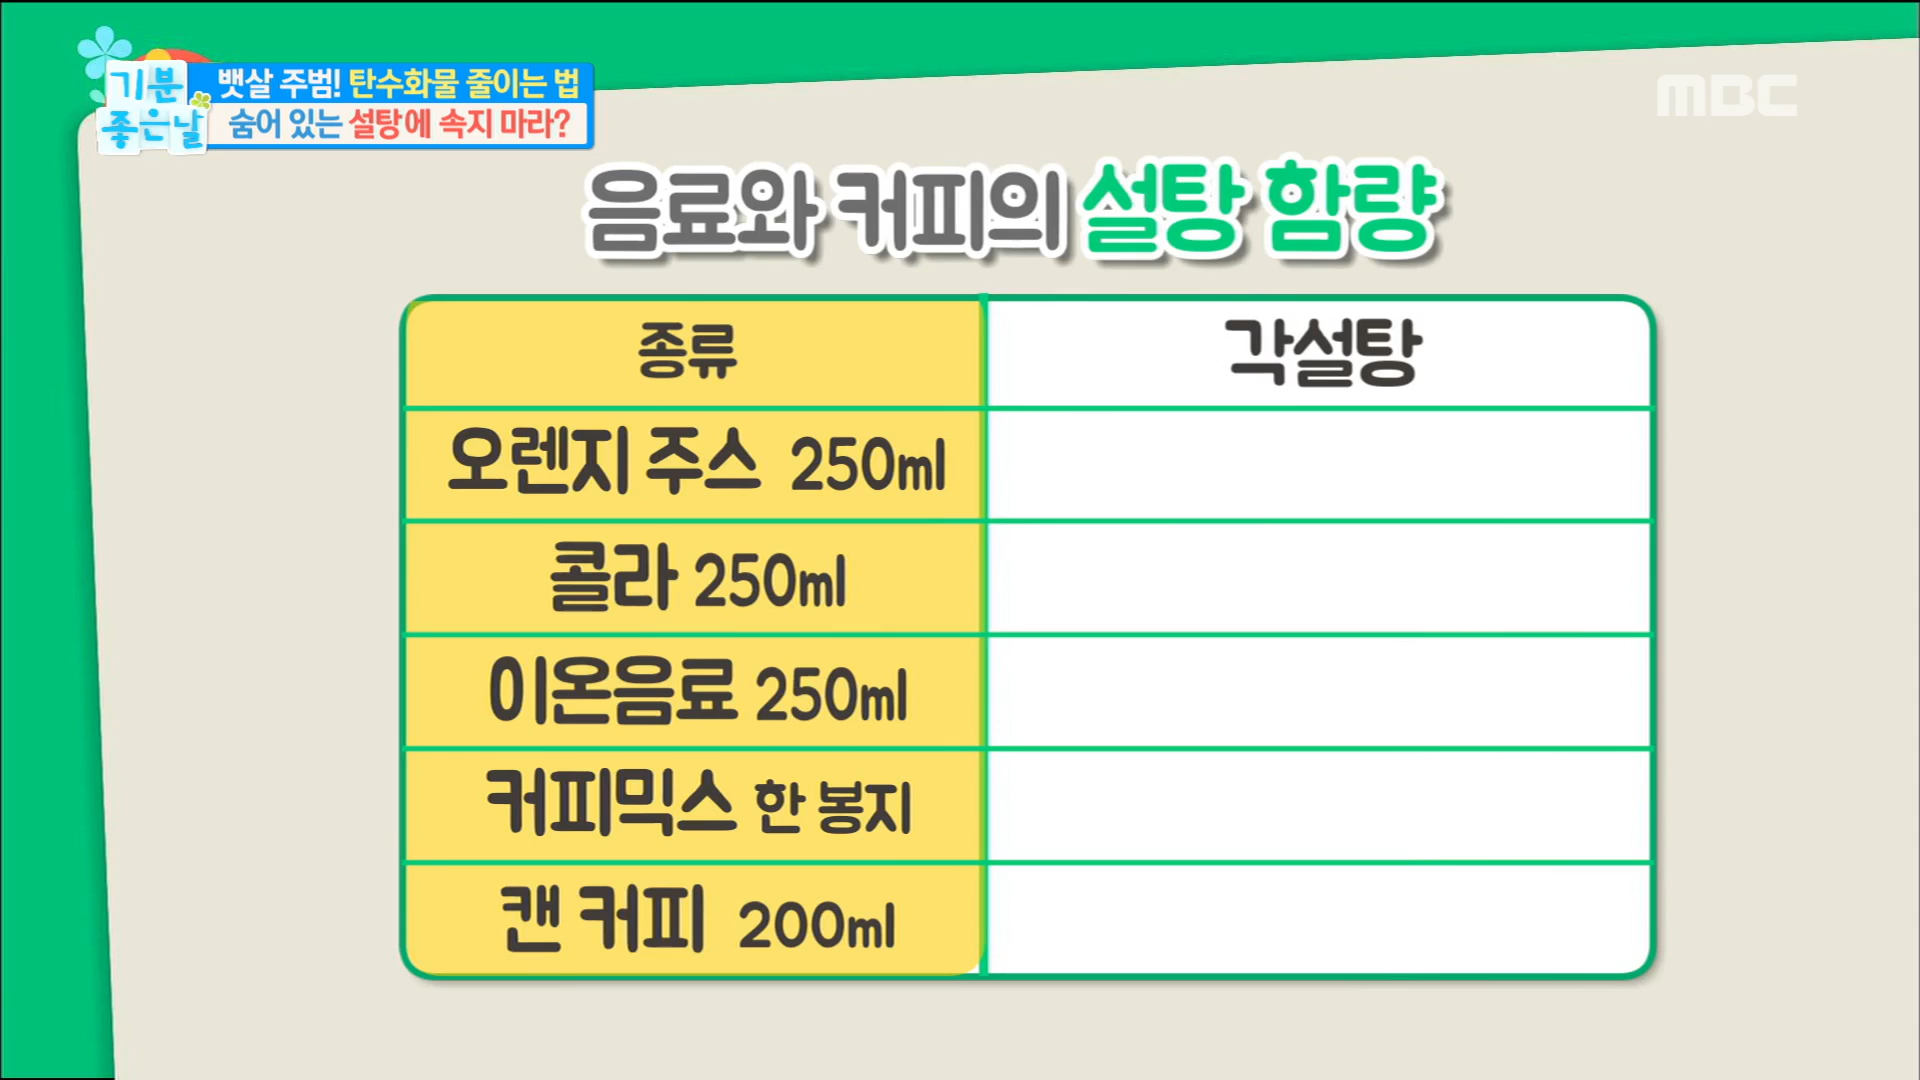 기분
좋은날
뱃살 주범! 탄수화물 줄이는 법
숨어 있는 설탕에 속지 마라?
MBC
음료와 커피의 설탕 함량
종류 각설탕
오렌지 주스 250ml
콜라 250ml
이온음료 250ml
커피믹스 한 봉지
캔 커피 200ml